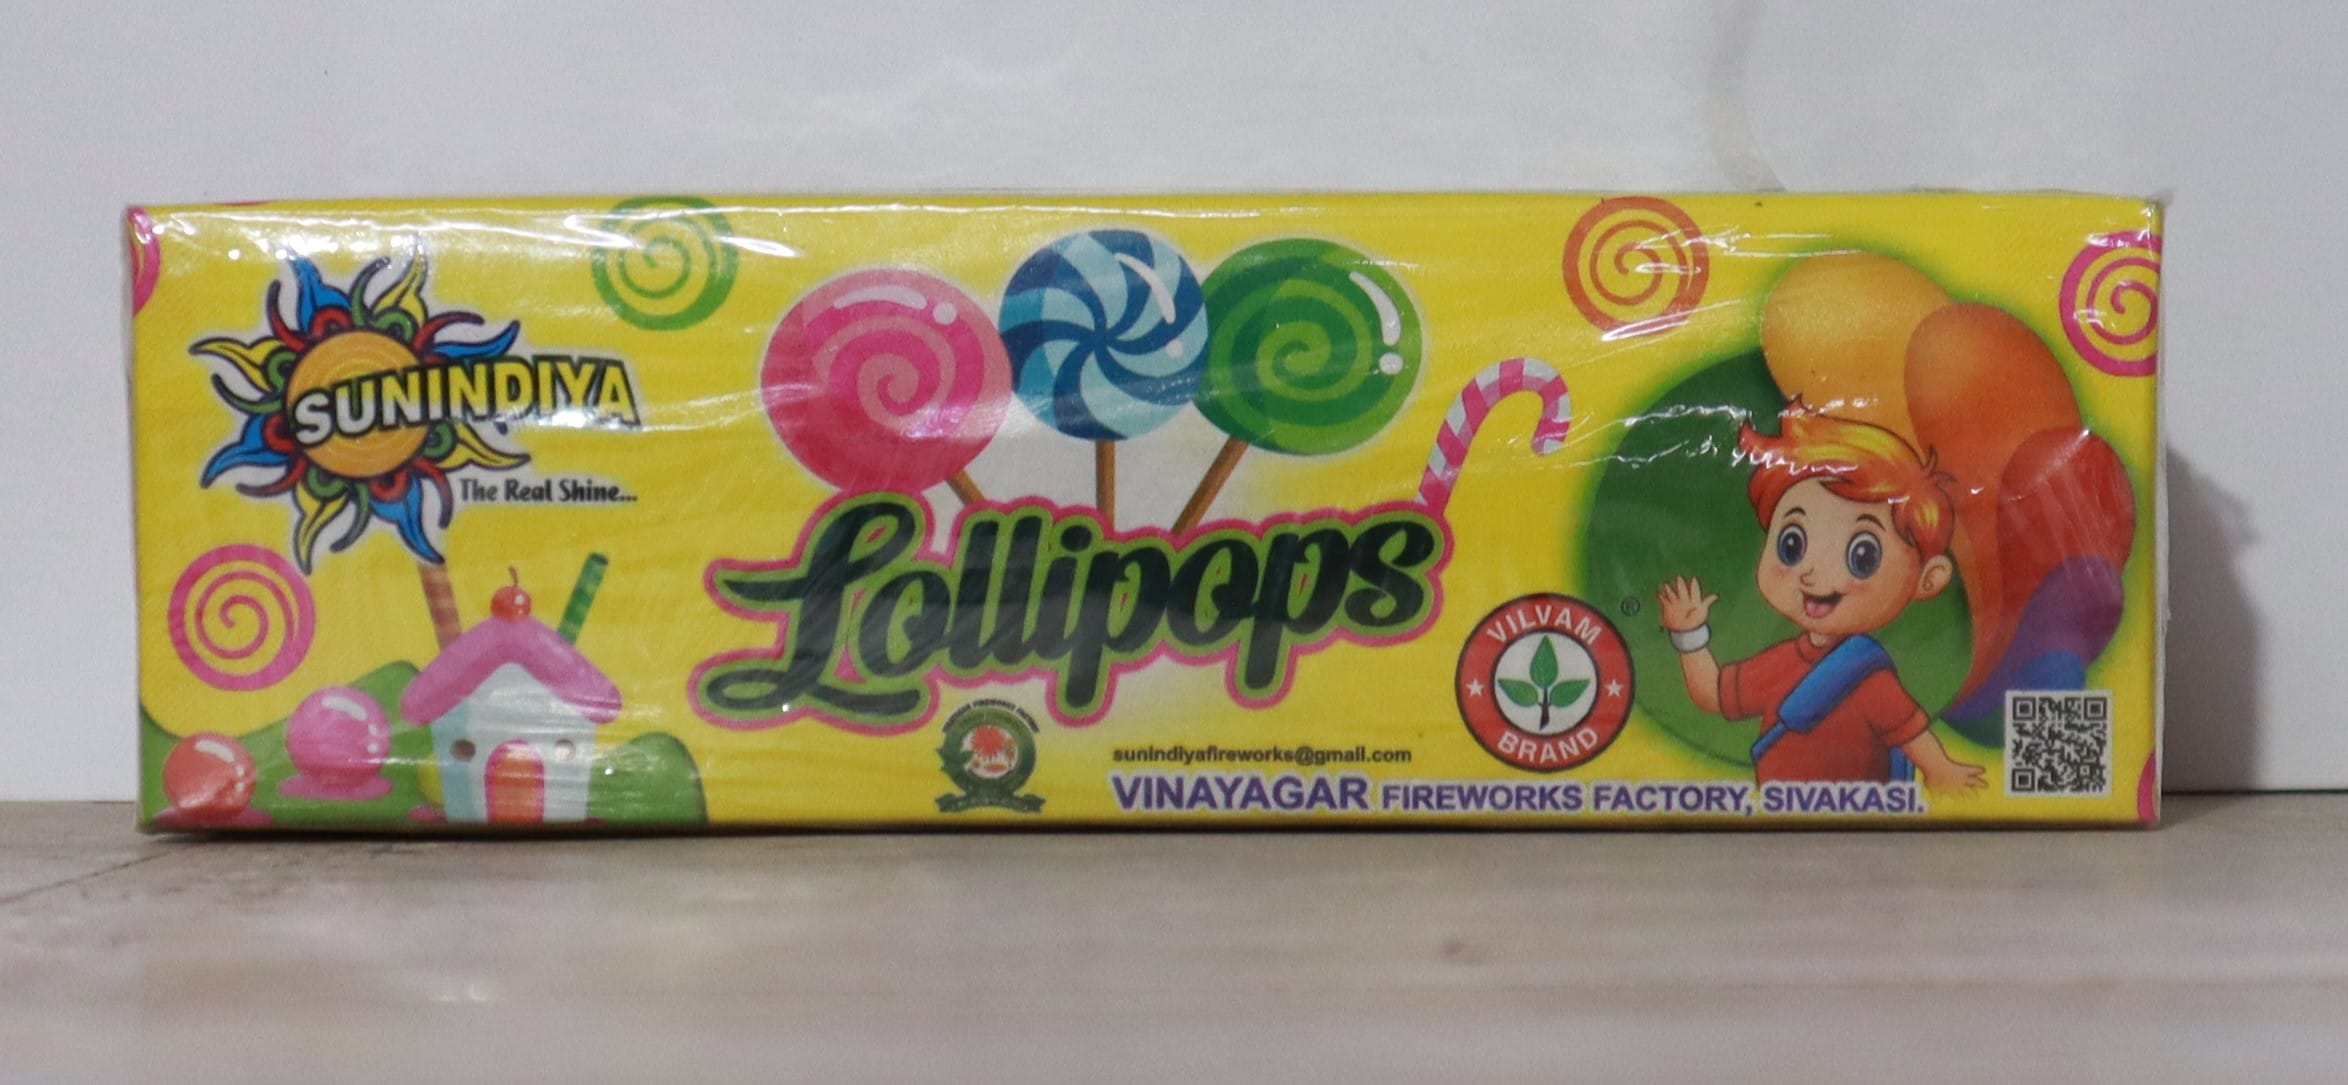 SUNINDIYA
The Real Shine...
Lollipops
®
VILVAM
BRAND
sunindiyafireworks@gmail.com
VINAYAGAR FIREWORKS FACTORY, SIVAKASI.